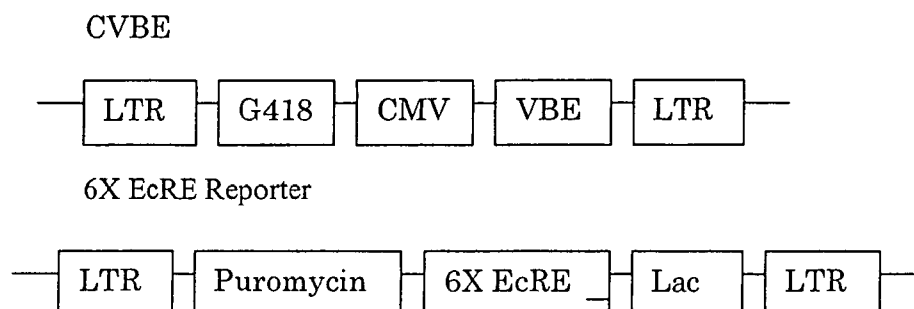 CVBE
LTR G418 CMV VBE LTR
6X EcRE Reporter
LTR Puromycin 6X EcRE Lac LTR